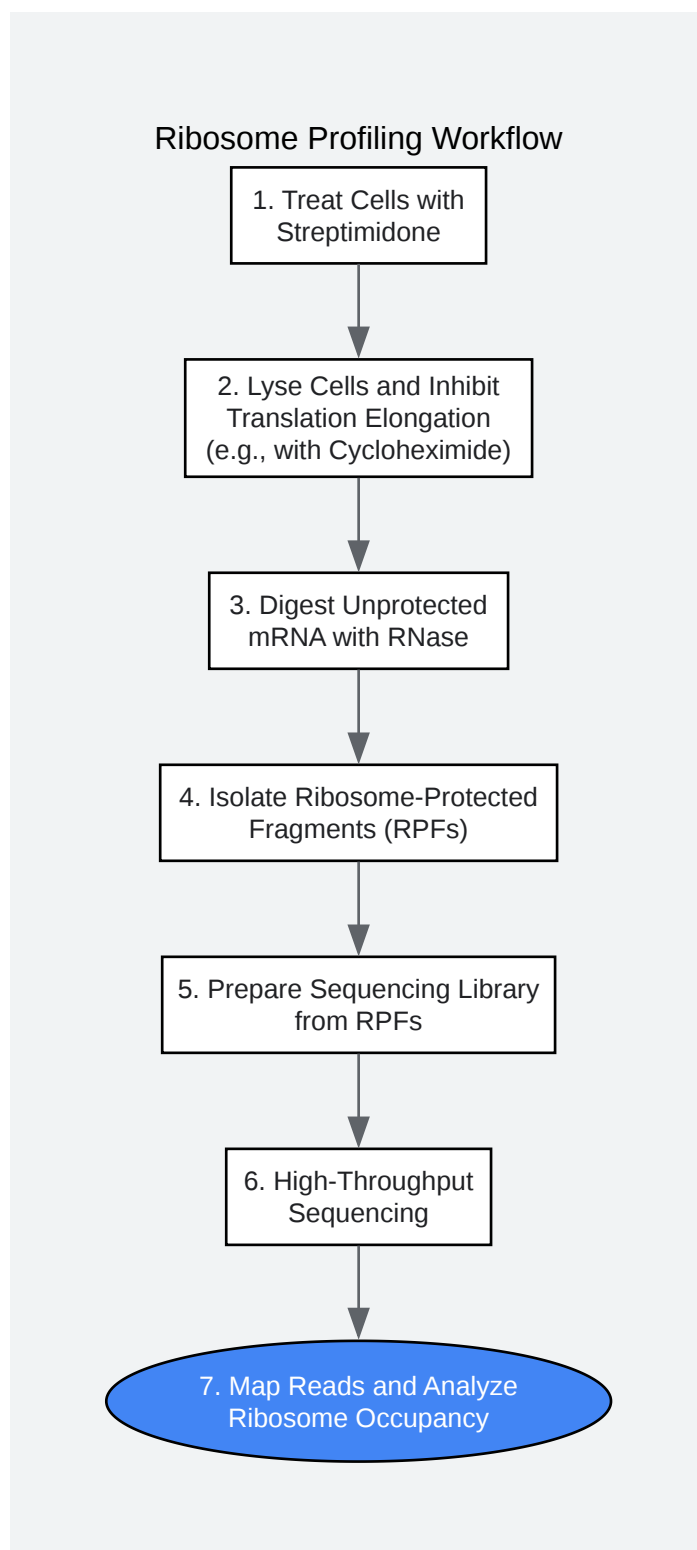 Ribosome Profiling Workflow
1. Treat Cells with
Streptimidone
2. Lyse Cells and Inhibit
Translation Elongation
(e.g., with Cycloheximide)
3. Digest Unprotected
mRNA with RNase
4. Isolate Ribosome-Protected
Fragments (RPFs)
5. Prepare Sequencing Library
from RPFs
6. High-Throughput
Sequencing
7. Map Reads and Analyze
Ribosome Occupancy